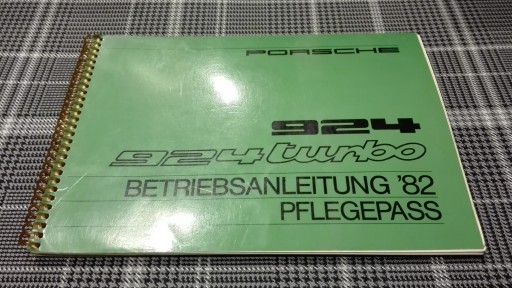 PORSCHE
924
924 turbo
BETRIEBSANLEITUNG '82
PFLEGEPASS